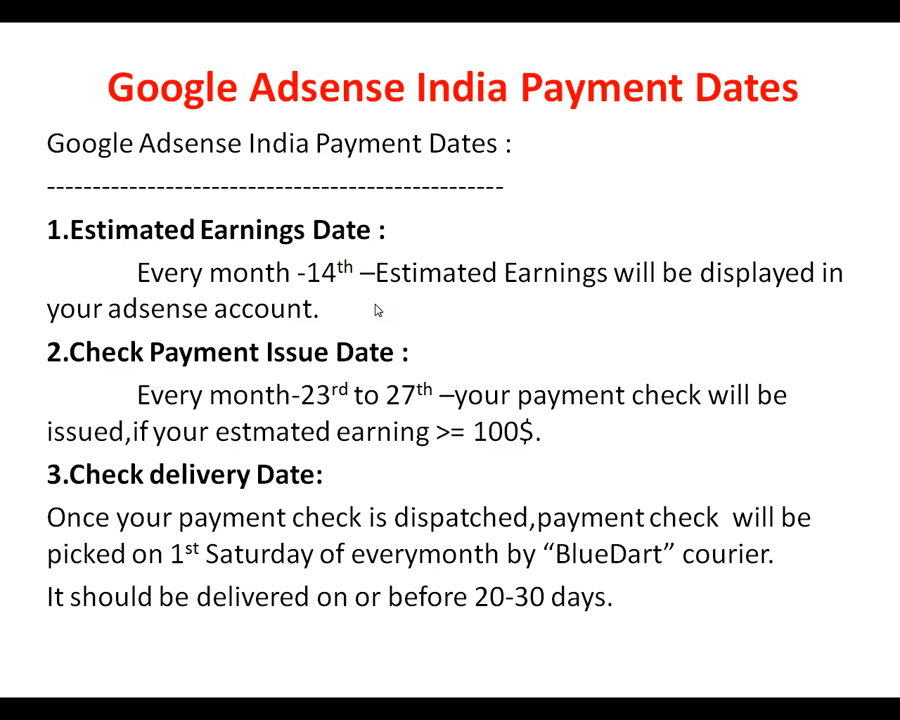 Google Adsense India Payment Dates
Google Adsense India Payment Dates :
--------------------------------------------------
1.Estimated Earnings Date :
Every month -14th –Estimated Earnings will be displayed in
your adsense account.
2.Check Payment Issue Date :
Every month-23rd to 27th –your payment check will be
issued,if your estmated earning >= 100$.
3.Check delivery Date:
Once your payment check is dispatched,payment check will be
picked on 1st Saturday of everymonth by “BlueDart” courier.
It should be delivered on or before 20-30 days.